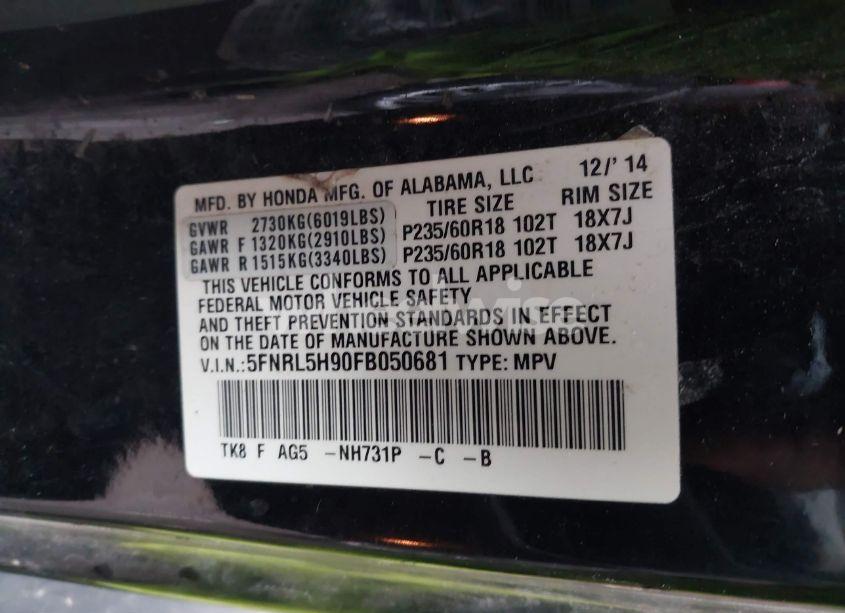 MFD. BY HONDA MFG. OF ALABAMA, LLC 12/'14
GVWR 2730KG(6019LBS) TIRE SIZE RIM SIZE
GAWR F 1320KG(2910LBS) P235/60R18 102T 18X7J
GAWR R 1515KG(3340LBS) P235/60R18 102T 18X7J
THIS VEHICLE CONFORMS TO ALL APPLICABLE
FEDERAL MOTOR VEHICLE SAFETY
AND THEFT PREVENTION STANDARDS IN EFFECT
ON THE DATE OF MANUFACTURE SHOWN ABOVE.
V.I.N.:5FNRL5H90FB050681 TYPE: MPV
TK8 F AG5 -NH731P -C -B